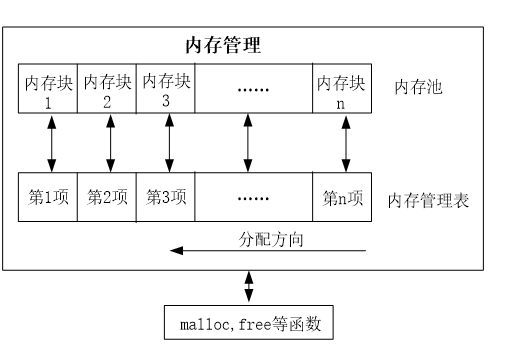 内存管理
内存块
1
内存块
2
内存块
3
......
内存块
n
内存池
第1项
第2项
第3项
......
第n项
内存管理表
分配方向
malloc,free等函数